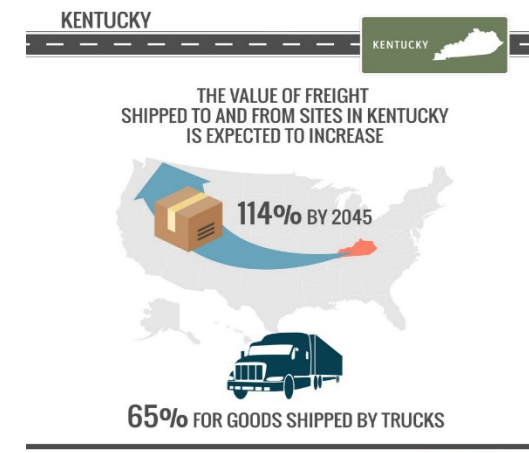 KENTUCKY
KENTUCKY
THE VALUE OF FREIGHT
SHIPPED TO AND FROM SITES IN KENTUCKY
IS EXPECTED TO INCREASE
114% BY 2045
65% FOR GOODS SHIPPED BY TRUCKS